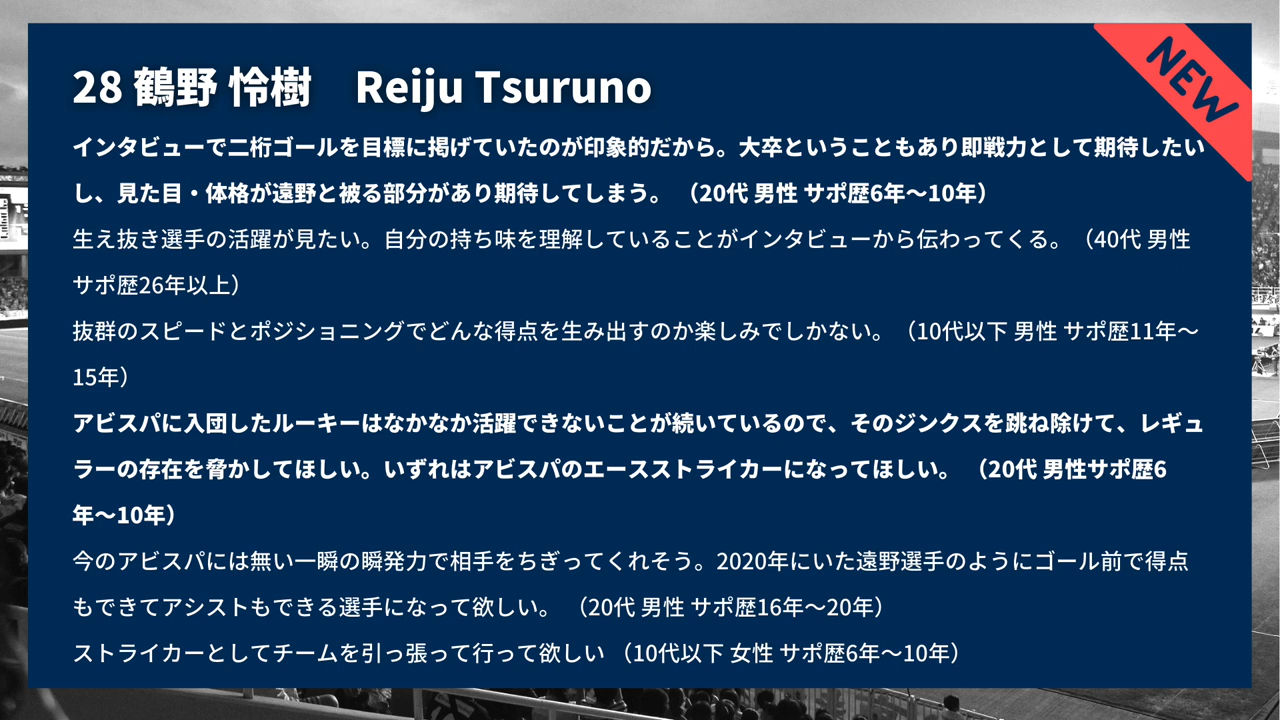 28 鶴野 怜樹　Reiju Tsuruno
NEW
インタビューで二桁ゴールを目標に掲げていたのが印象的だから。大卒ということもあり即戦力として期待したい
し、見た目・体格が遠野と被る部分があり期待してしまう。 （20代 男性 サポ歴6年〜10年）
生え抜き選手の活躍が見たい。自分の持ち味を理解していることがインタビューから伝わってくる。（40代 男性
サポ歴26年以上）
抜群のスピードとポジショニングでどんな得点を生み出すのか楽しみでしかない。（10代以下 男性 サポ歴11年〜
15年）
アビスパに入団したルーキーはなかなか活躍できないことが続いているので、そのジンクスを跳ね除けて、レギュ
ラーの存在を脅かしてほしい。いずれはアビスパのエースストライカーになってほしい。 （20代 男性サポ歴6
年〜10年）
今のアビスパには無い一瞬の瞬発力で相手をちぎってくれそう。2020年にいた遠野選手のようにゴール前で得点
もできてアシストもできる選手になって欲しい。 （20代 男性 サポ歴16年〜20年）
ストライカーとしてチームを引っ張って行って欲しい （10代以下 女性 サポ歴6年〜10年）